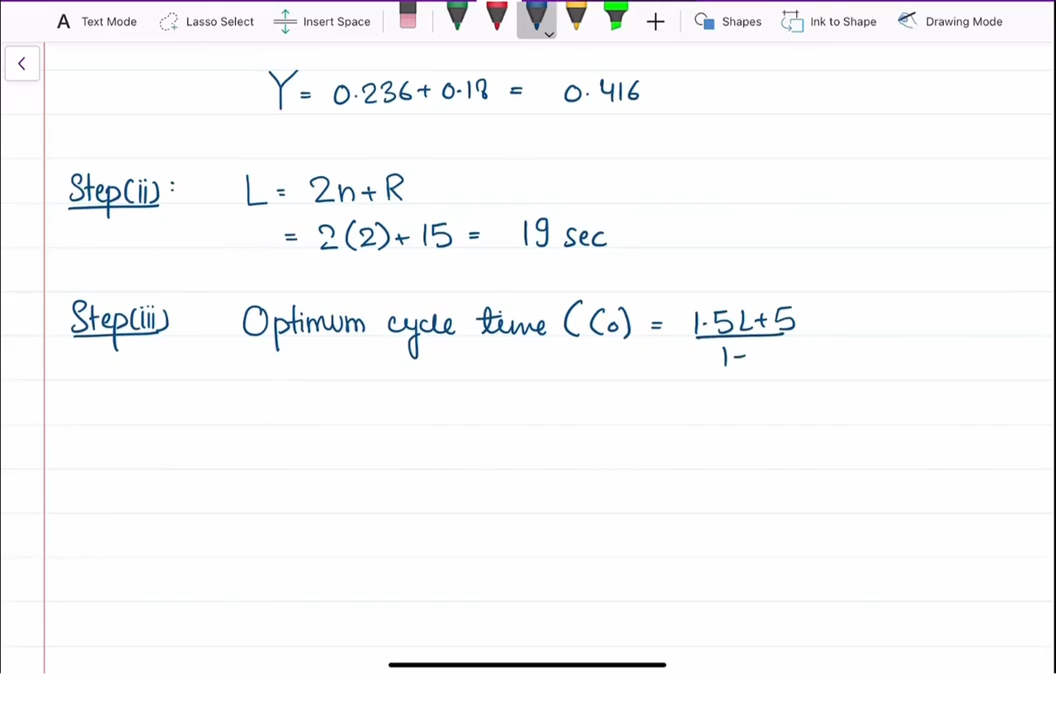 A Text Mode Lasso Select Insert Space Shapes Ink to Shape Drawing Mode
Y = 0.236 + 0.18 = 0.416
Step(ii): L = 2n + R
= 2(2) + 15 = 19 sec
Step(iii) Optimum cycle time (Co) = 1.5L+5
1-